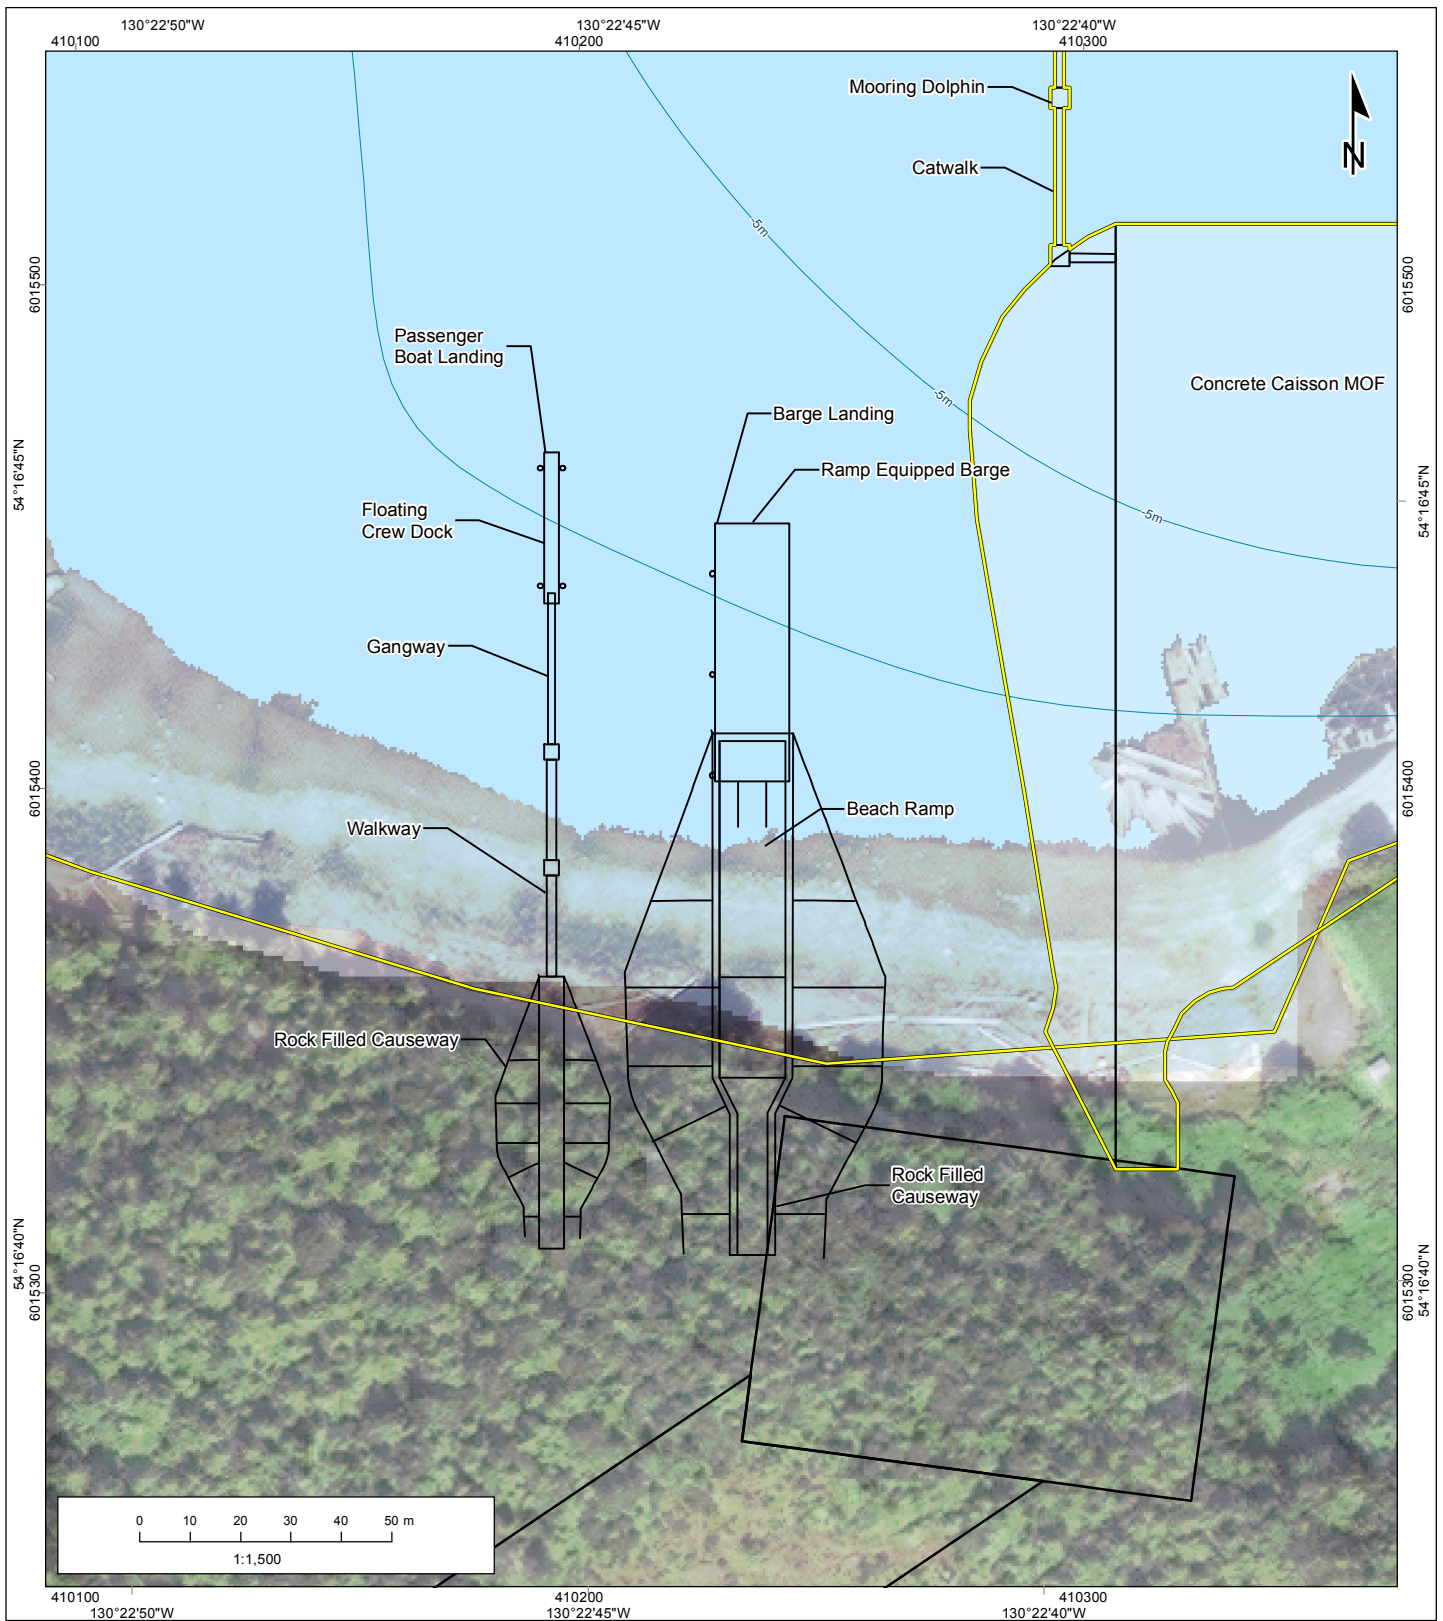 130°22'50"W
130°22'45"W
130°22'40"W
410100
410200
410300
Mooring Dolphin
N
Catwalk
-5m
6015500
6015500
Passenger
Boat Landing
Concrete Caisson MOF
-5m
Barge Landing
54°16'45"N
Ramp Equipped Barge
54°16'45"N
Floating
Crew Dock
-5m
Gangway
6015400
6015400
Beach Ramp
Walkway
Rock Filled Causeway
Rock Filled
Causeway
54°16'40"N
6015300
6015300
54°16'40"N
0 10 20 30 40 50 m
1:1,500
410100
410200
410300
130°22'50"W
130°22'45"W
130°22'40"W